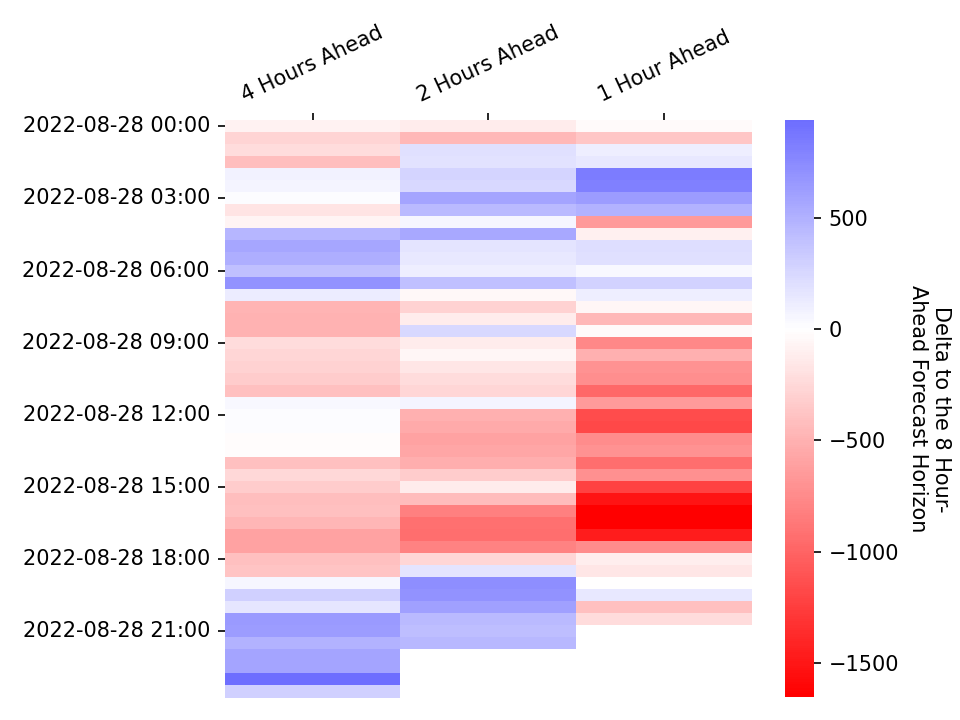 4 Hours Ahead
2 Hours Ahead
1 Hour Ahead
2022-08-28 00:00
2022-08-28 03:00
2022-08-28 06:00
2022-08-28 09:00
2022-08-28 12:00
2022-08-28 15:00
2022-08-28 18:00
2022-08-28 21:00
500
0
−500
−1000
−1500
Delta to the 8 Hour-
Ahead Forecast Horizon